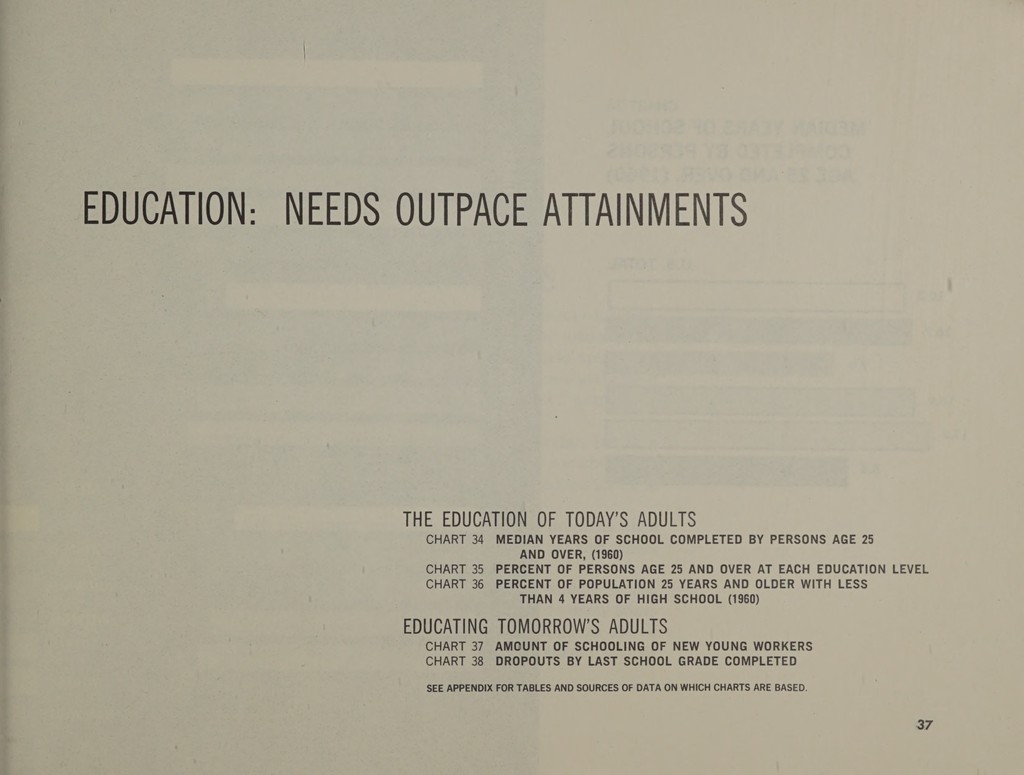 EDUCATION: NEEDS OUTPACE ATTAINMENTS
THE EDUCATION OF TODAY'S ADULTS
CHART 34 MEDIAN YEARS OF SCHOOL COMPLETED BY PERSONS AGE 25
AND OVER, (1960)
CHART 35 PERCENT OF PERSONS AGE 25 AND OVER AT EACH EDUCATION LEVEL
CHART 36 PERCENT OF POPULATION 25 YEARS AND OLDER WITH LESS
THAN 4 YEARS OF HIGH SCHOOL (1960)
EDUCATING TOMORROW'S ADULTS
CHART 37 AMOUNT OF SCHOOLING OF NEW YOUNG WORKERS
CHART 38 DROPOUTS BY LAST SCHOOL GRADE COMPLETED
SEE APPENDIX FOR TABLES AND SOURCES OF DATA ON WHICH CHARTS ARE BASED.
37